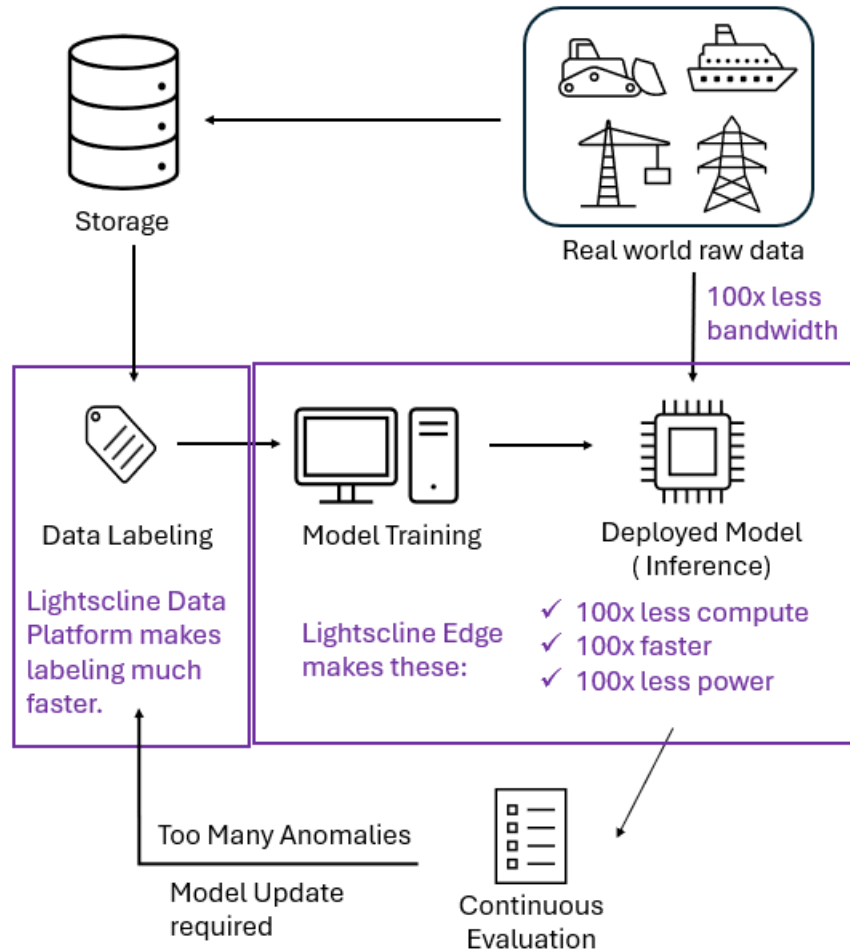 Storage
Real world raw data
100x less
bandwidth
Data Labeling
Model Training
Deployed Model
( Inference)
Lightscline Data
Platform makes
labeling much
faster.
Lightscline Edge
makes these:
✓ 100x less compute
✓ 100x faster
✓ 100x less power
Too Many Anomalies
Model Update
required
Continuous
Evaluation